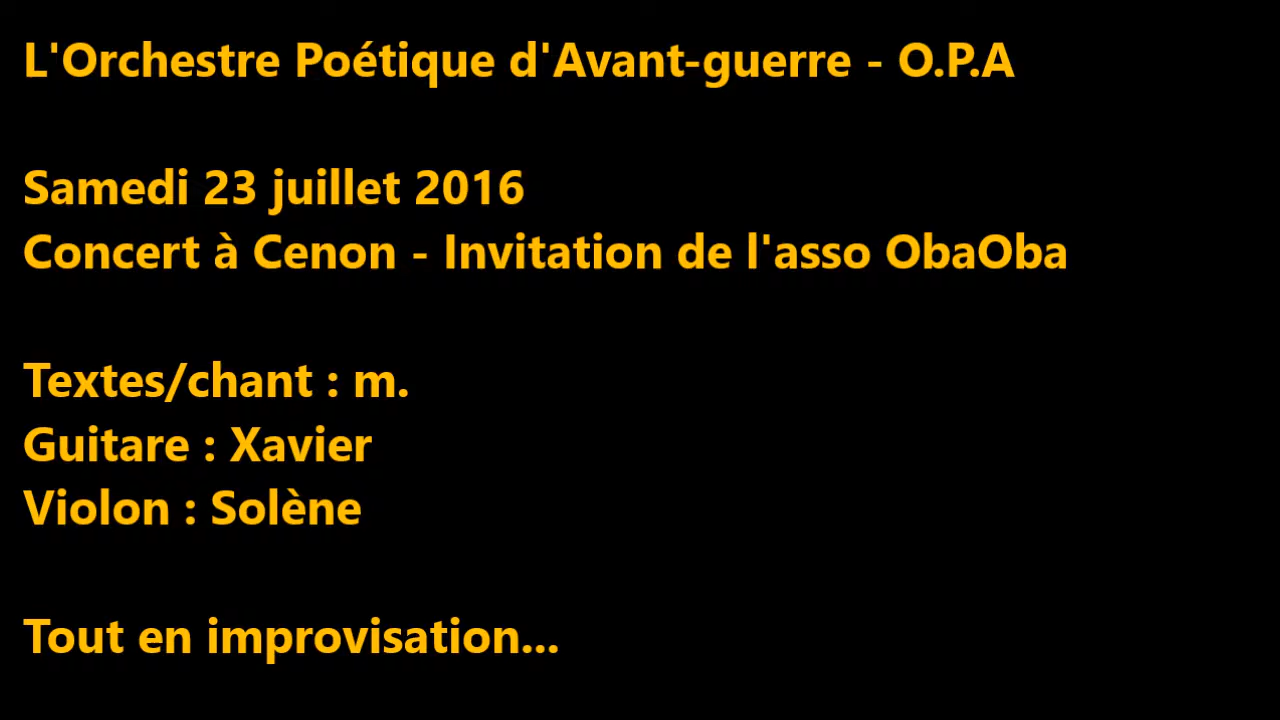 L'Orchestre Poétique d'Avant-guerre - O.P.A
Samedi 23 juillet 2016
Concert à Cenon - Invitation de l'asso ObaOba
Textes/chant : m.
Guitare : Xavier
Violon : Solène
Tout en improvisation...